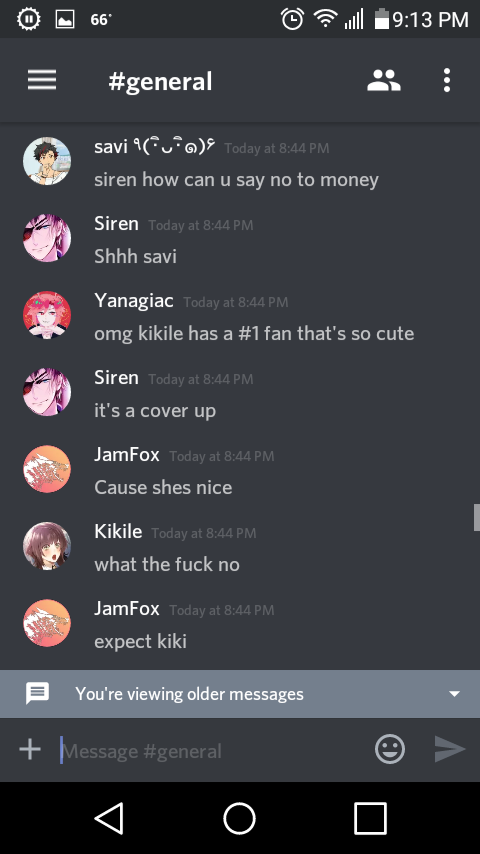 66°
9:13 PM
#general
savi ٩(͡๏̯͡๏)۶ Today at 8:44 PM
siren how can u say no to money
Siren Today at 8:44 PM
Shhh savi
Yanagiac Today at 8:44 PM
omg kikile has a #1 fan that's so cute
Siren Today at 8:44 PM
it's a cover up
JamFox Today at 8:44 PM
Cause shes nice
Kikile Today at 8:44 PM
what the fuck no
JamFox Today at 8:44 PM
expect kiki
You're viewing older messages
Message #general